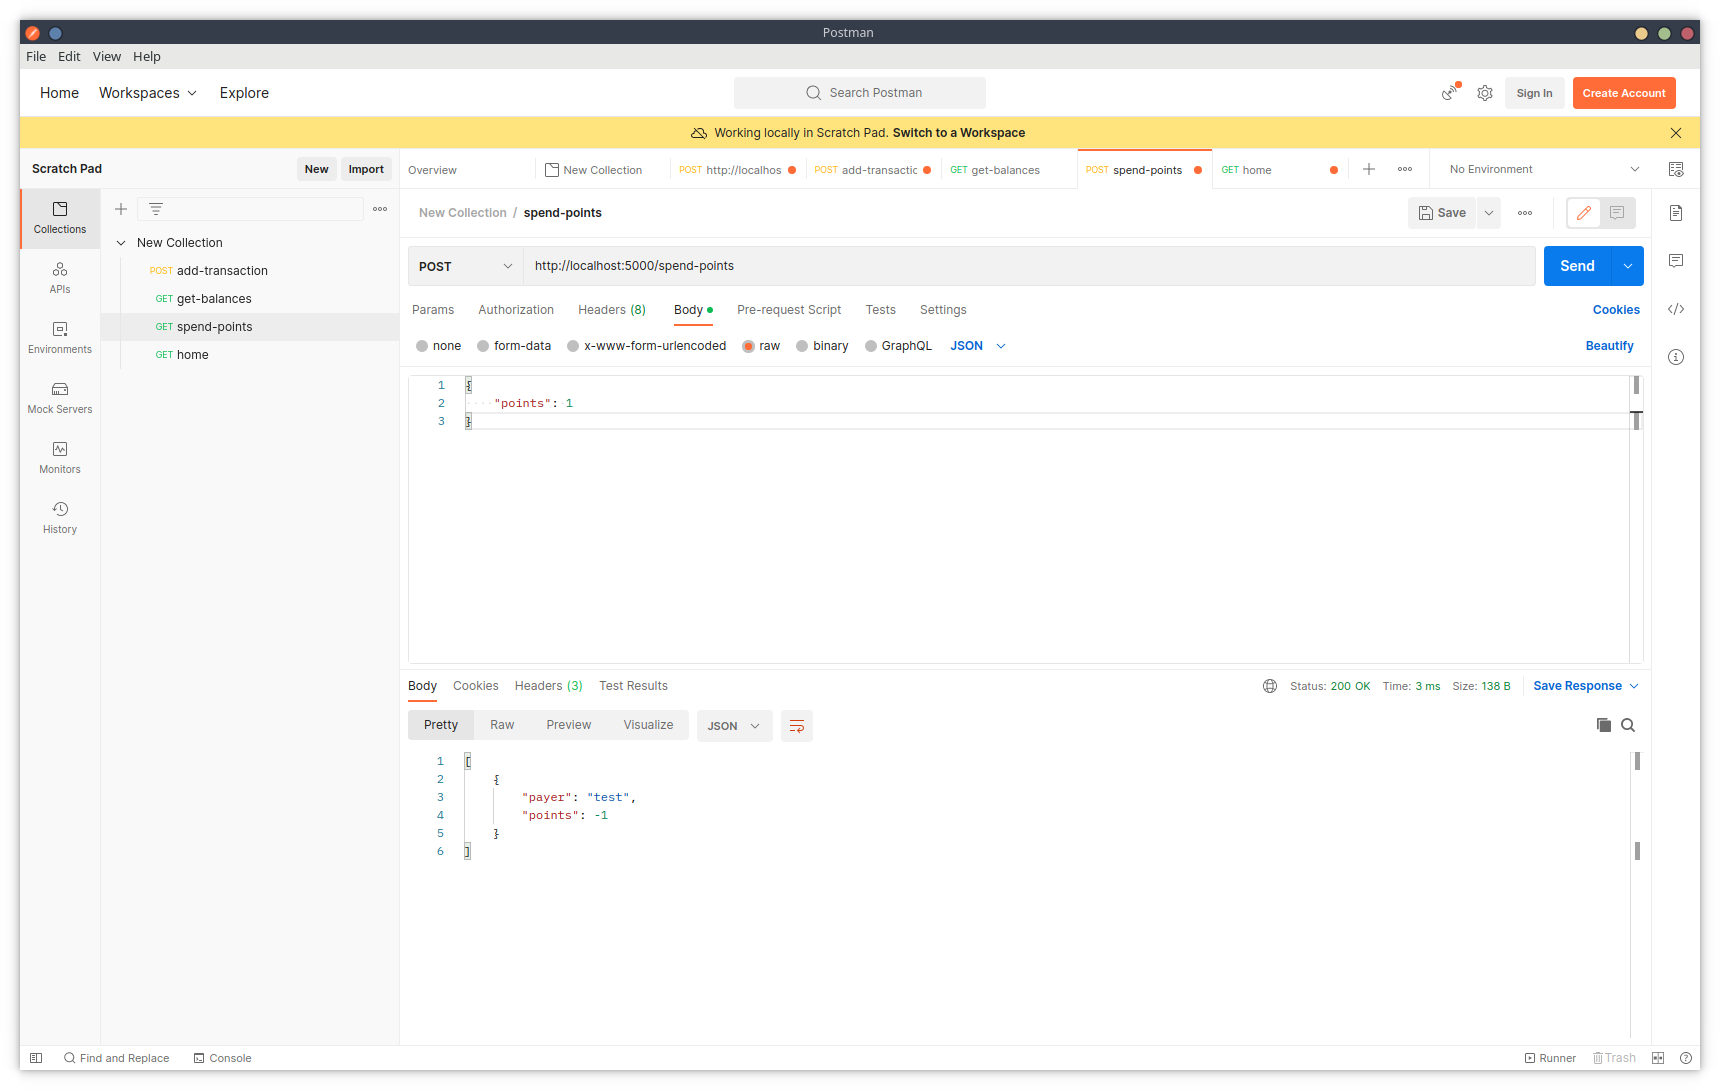 Postman
File Edit View Help
Home Workspaces Explore Search Postman Sign In Create Account
Working locally in Scratch Pad. Switch to a Workspace
Scratch Pad New Import Overview New Collection POST http://localhos POST add-transactic GET get-balances POST spend-points GET home No Environment
New Collection / spend-points Save
Collections
New Collection
POST add-transaction
GET get-balances
GET spend-points
GET home
APIs
Environments
Mock Servers
Monitors
History
POST http://localhost:5000/spend-points Send
Params Authorization Headers (8) Body Pre-request Script Tests Settings Cookies
none form-data x-www-form-urlencoded raw binary GraphQL JSON Beautify
1 {
2 "points": 1
3 }
Body Cookies Headers (3) Test Results Status: 200 OK Time: 3 ms Size: 138 B Save Response
Pretty Raw Preview Visualize JSON
1 [
2 {
3 "payer": "test",
4 "points": -1
5 }
6 ]
Find and Replace Console Runner Trash